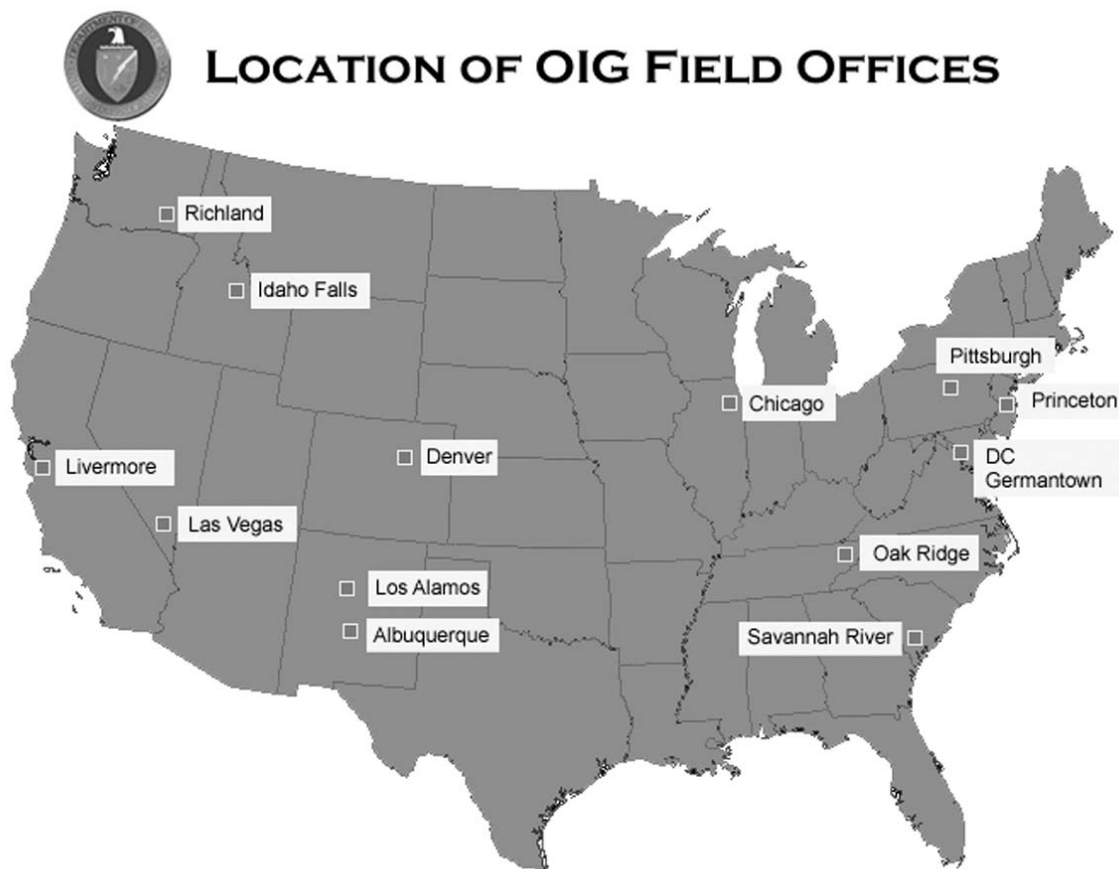 LOCATION OF OIG FIELD OFFICES
Richland
Idaho Falls
Pittsburgh
Princeton
Chicago
Denver
DC
Germantown
Livermore
Las Vegas
Oak Ridge
Los Alamos
Albuquerque
Savannah River